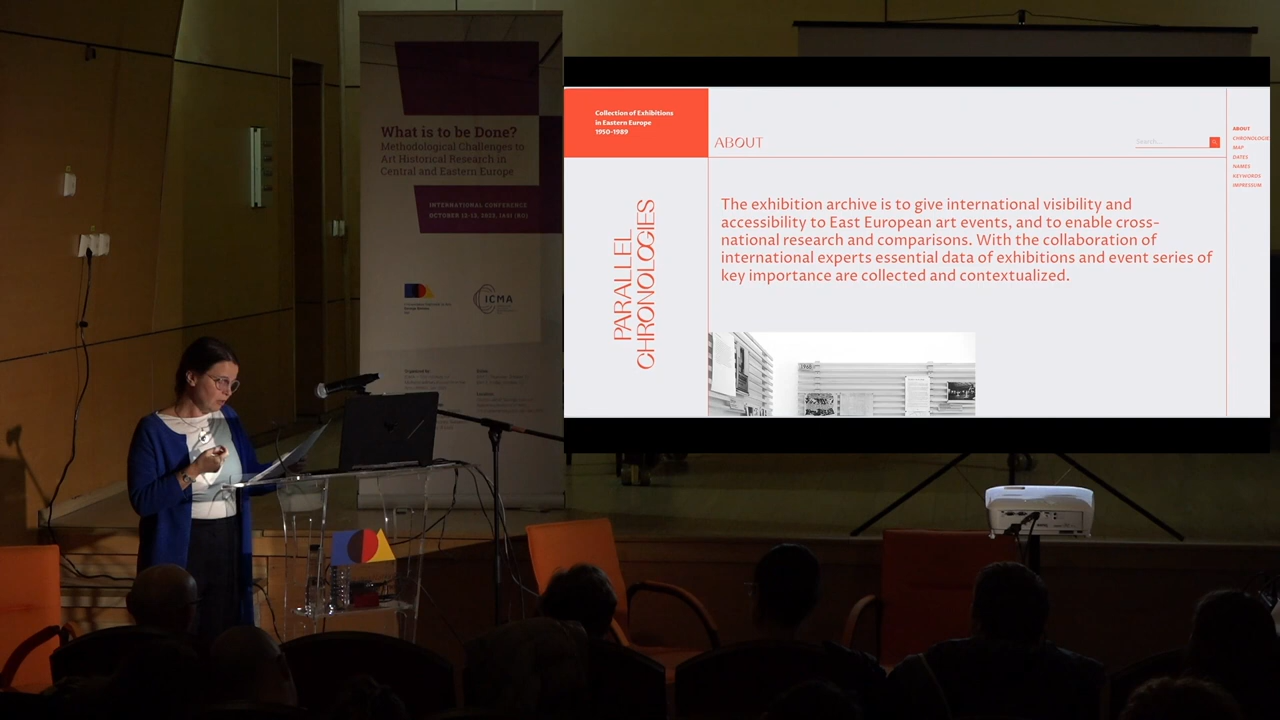 What is to be Done?
Methodological Challenges to
Art Historical Research in
Central and Eastern Europe
INTERNATIONAL CONFERENCE
ICMA
Collection of Exhibitions
in Eastern Europe
1950-1989
ABOUT
Search...
PARALLEL
CHRONOLOGIES
The exhibition archive is to give international visibility and
accessibility to East European art events, and to enable cross-
national research and comparisons. With the collaboration of
international experts essential data of exhibitions and event series of
key importance are collected and contextualized.
1968
ABOUT
CHRONOLOGIES
MAP
DATES
NAMES
KEYWORDS
IMPRESSUM